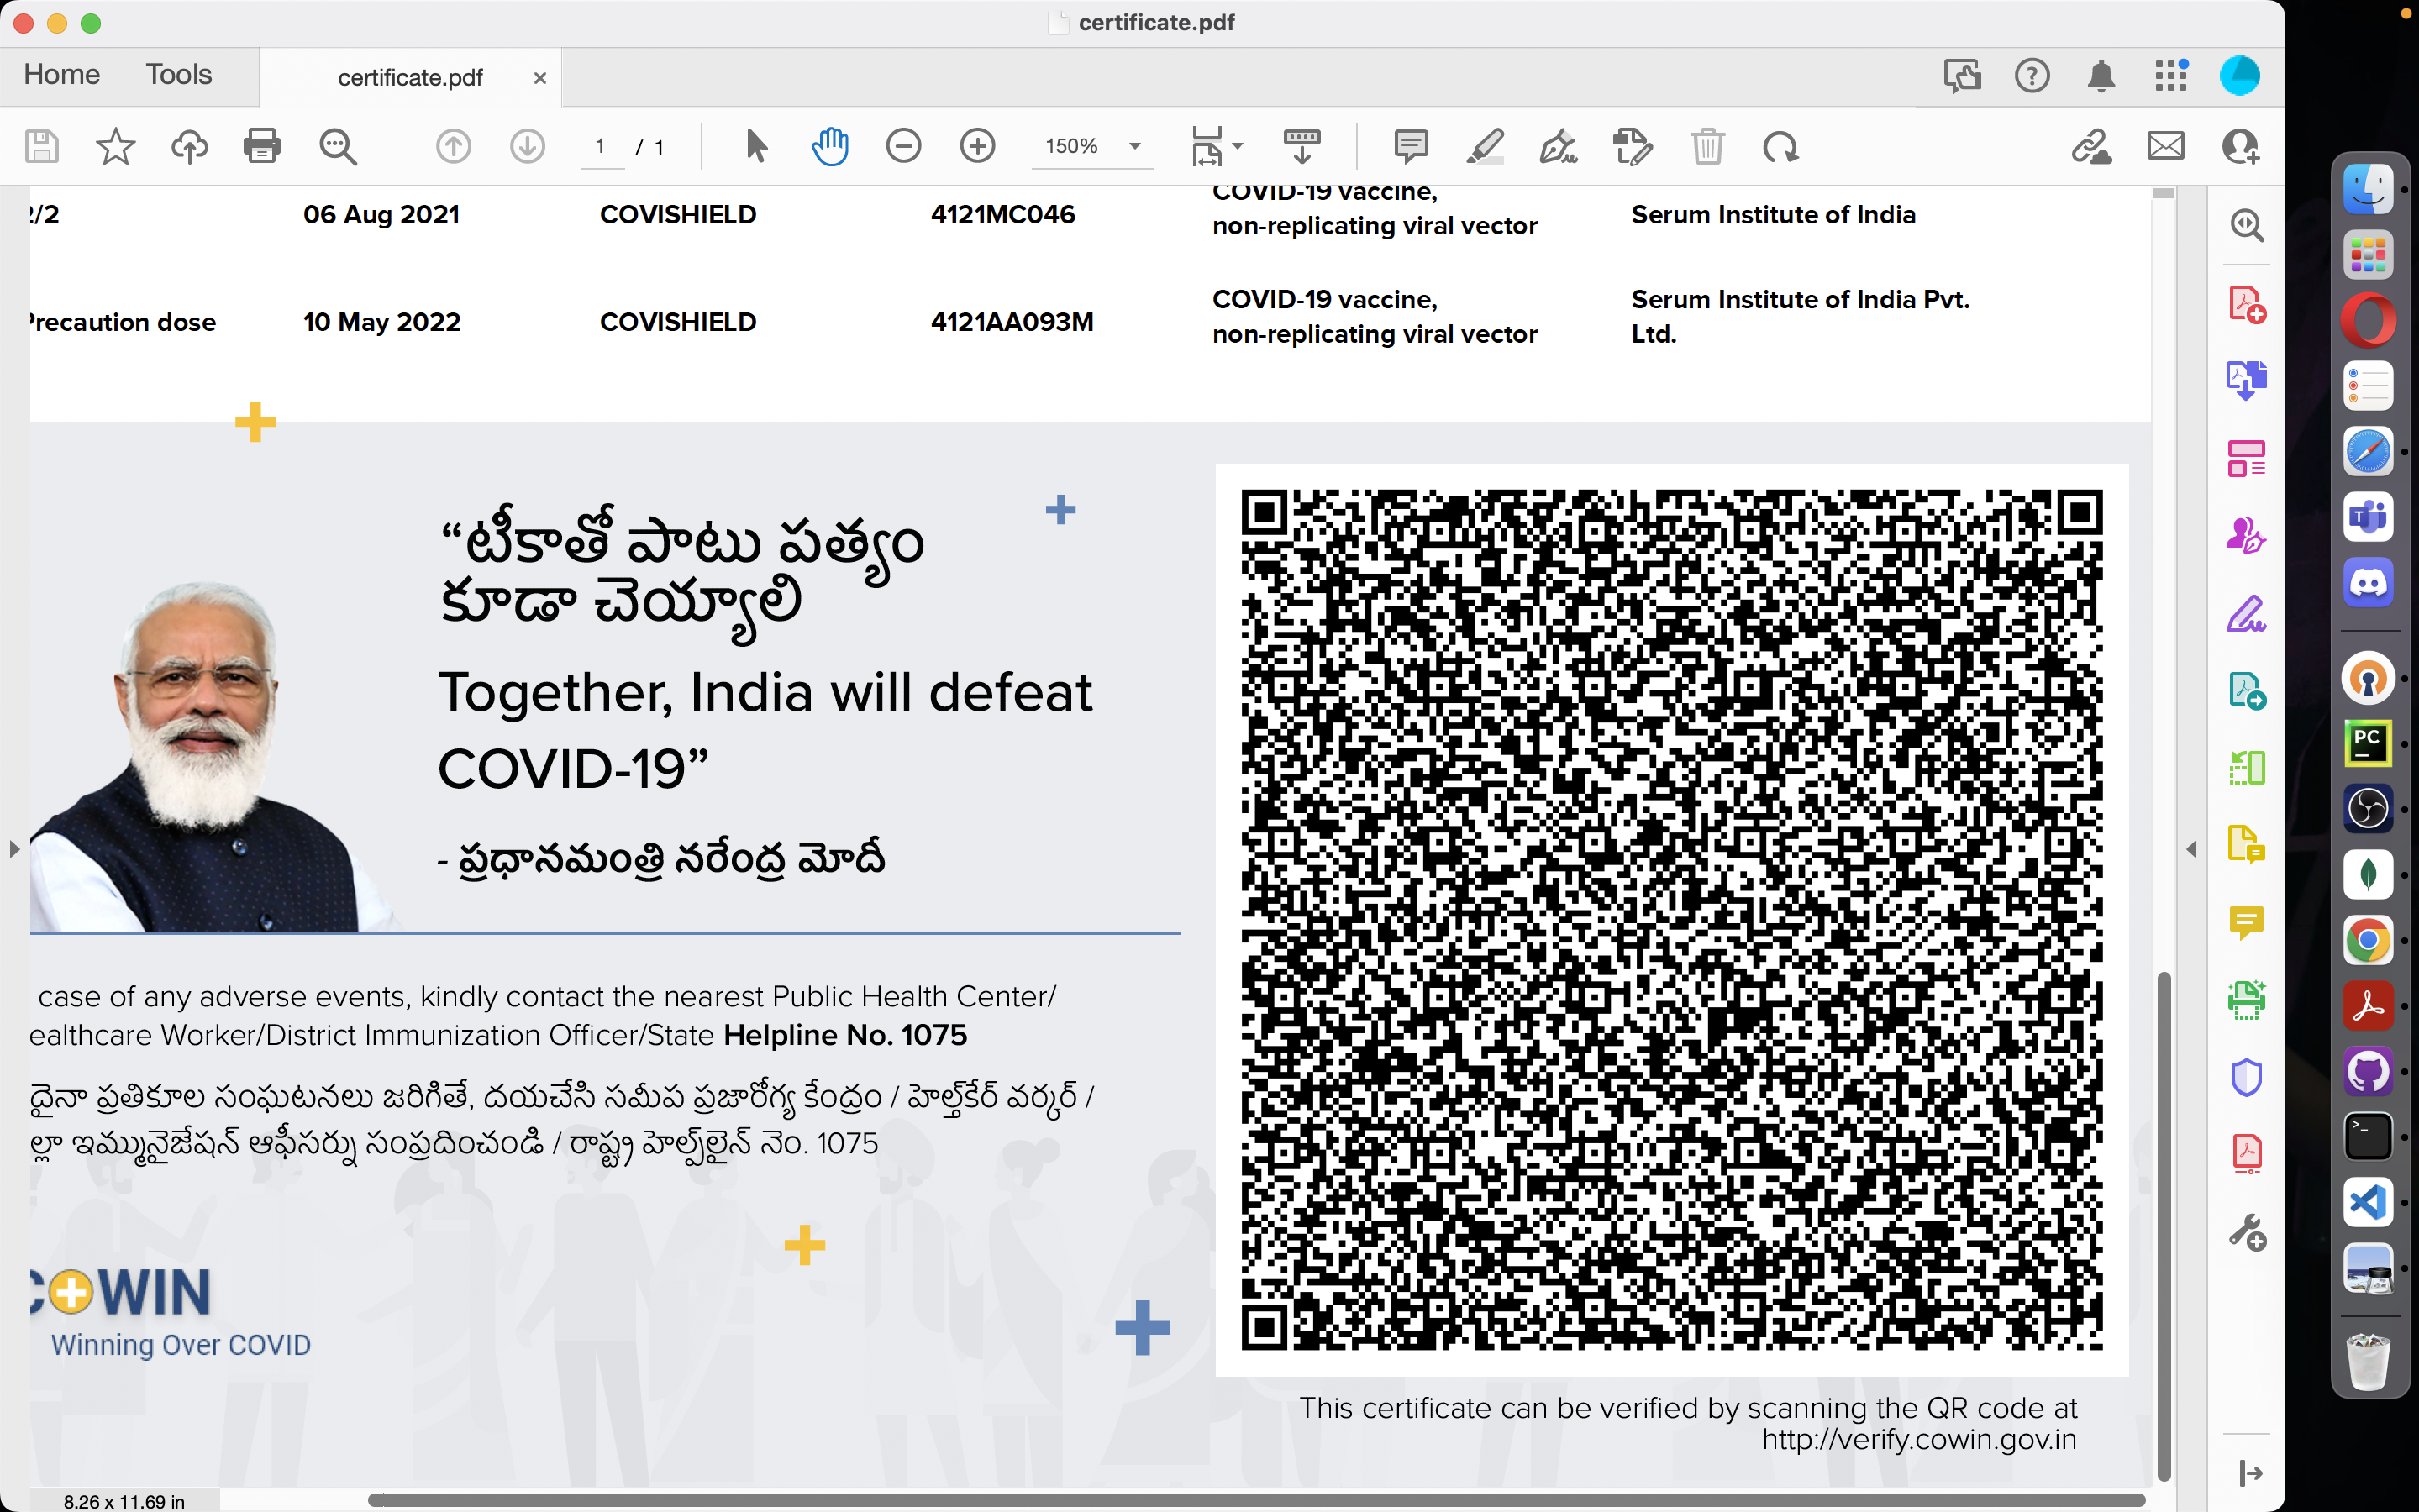 certificate.pdf
Home Tools certificate.pdf
1 / 1 150%
2/2 06 Aug 2021 COVISHIELD 4121MC046 COVID-19 vaccine, non-replicating viral vector Serum Institute of India
Precaution dose 10 May 2022 COVISHIELD 4121AA093M COVID-19 vaccine, non-replicating viral vector Serum Institute of India Pvt. Ltd.
“టీకాతో పాటు పత్యం
కూడా చెయ్యాలి
Together, India will defeat
COVID-19”
- ప్రధానమంత్రి నరేంద్ర మోదీ
case of any adverse events, kindly contact the nearest Public Health Center/
ealthcare Worker/District Immunization Officer/State Helpline No. 1075
దైనా ప్రతికూల సంఘటనలు జరిగితే, దయచేసి సమీప ప్రజారోగ్య కేంద్రం / హెల్త్‌కేర్ వర్కర్ /
ల్లా ఇమ్మునైజేషన్ ఆఫీసర్ను సంప్రదించండి / రాష్ట్ర హెల్ప్‌లైన్ నెం. 1075
COWIN
Winning Over COVID
This certificate can be verified by scanning the QR code at
http://verify.cowin.gov.in
8.26 x 11.69 in
PC